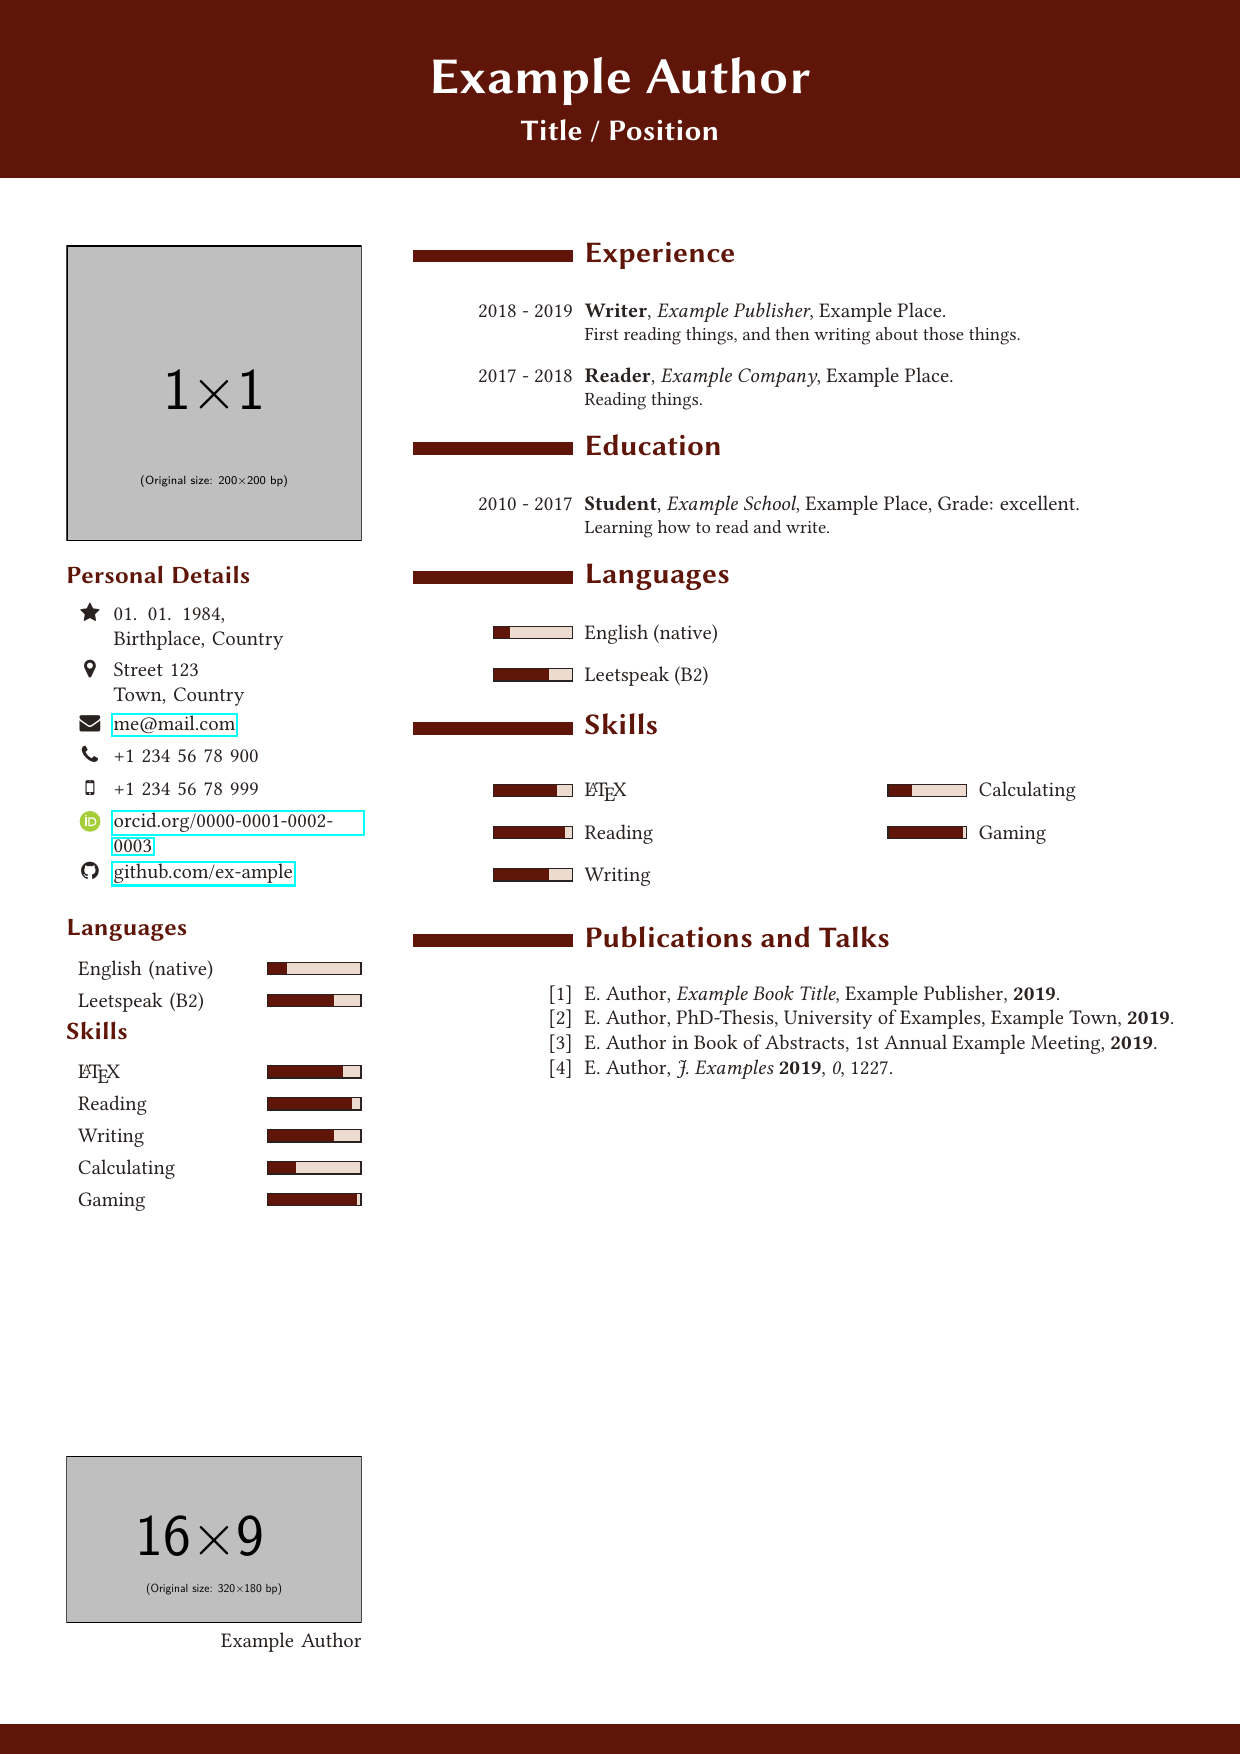 Example Author
Title / Position
1×1
(Original size: 200×200 bp)
Personal Details
01. 01. 1984,
Birthplace, Country
Street 123
Town, Country
me@mail.com
+1 234 56 78 900
+1 234 56 78 999
iD orcid.org/0000-0001-0002-
0003
github.com/ex-ample
Languages
English (native)
Leetspeak (B2)
Skills
LATEX
Reading
Writing
Calculating
Gaming
16×9
(Original size: 320×180 bp)
Example Author
Experience
2018 - 2019 Writer, Example Publisher, Example Place.
First reading things, and then writing about those things.
2017 - 2018 Reader, Example Company, Example Place.
Reading things.
Education
2010 - 2017 Student, Example School, Example Place, Grade: excellent.
Learning how to read and write.
Languages
English (native)
Leetspeak (B2)
Skills
LATEX Calculating
Reading Gaming
Writing
Publications and Talks
[1] E. Author, Example Book Title, Example Publisher, 2019.
[2] E. Author, PhD-Thesis, University of Examples, Example Town, 2019.
[3] E. Author in Book of Abstracts, 1st Annual Example Meeting, 2019.
[4] E. Author, J. Examples 2019, 0, 1227.